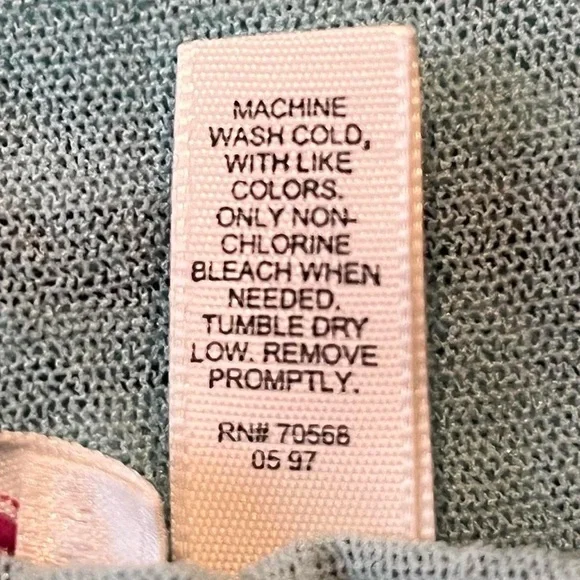 MACHINE
WASH COLD,
WITH LIKE
COLORS.
ONLY NON-
CHLORINE
BLEACH WHEN
NEEDED.
TUMBLE DRY
LOW. REMOVE
PROMPTLY.
RN# 70568
05 97